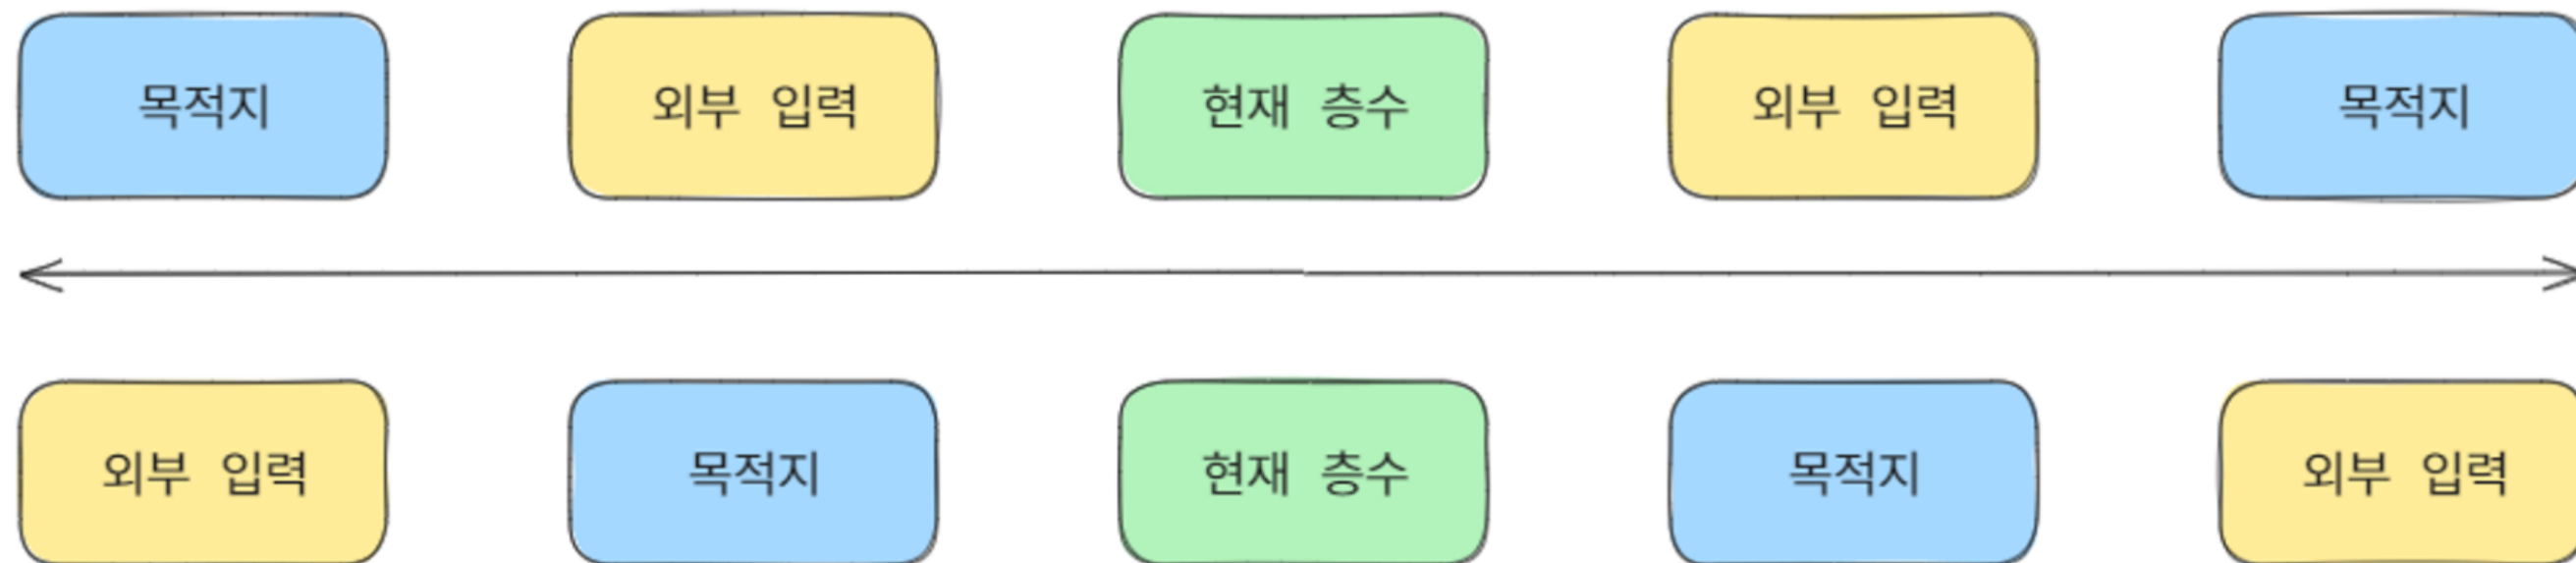 목적지 외부 입력 현재 층수 외부 입력 목적지
외부 입력 목적지 현재 층수 목적지 외부 입력